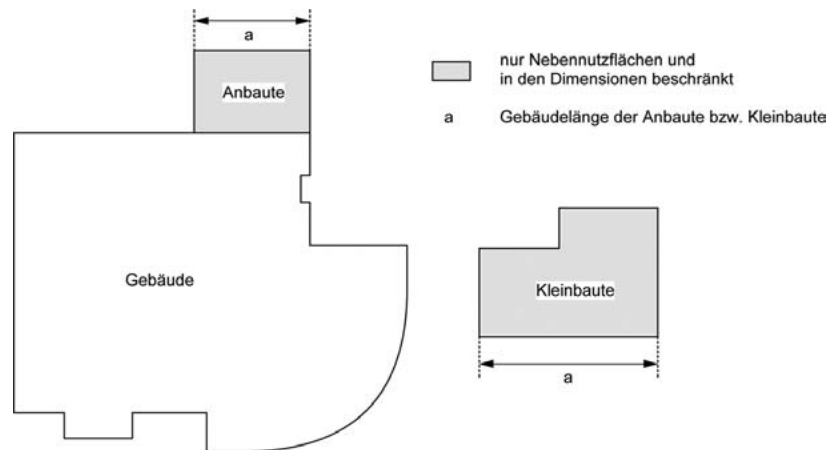 a
Anbaute
nur Nebennutzflächen und
in den Dimensionen beschränkt
a Gebäudelänge der Anbaute bzw. Kleinbaute
Gebäude
Kleinbaute
a